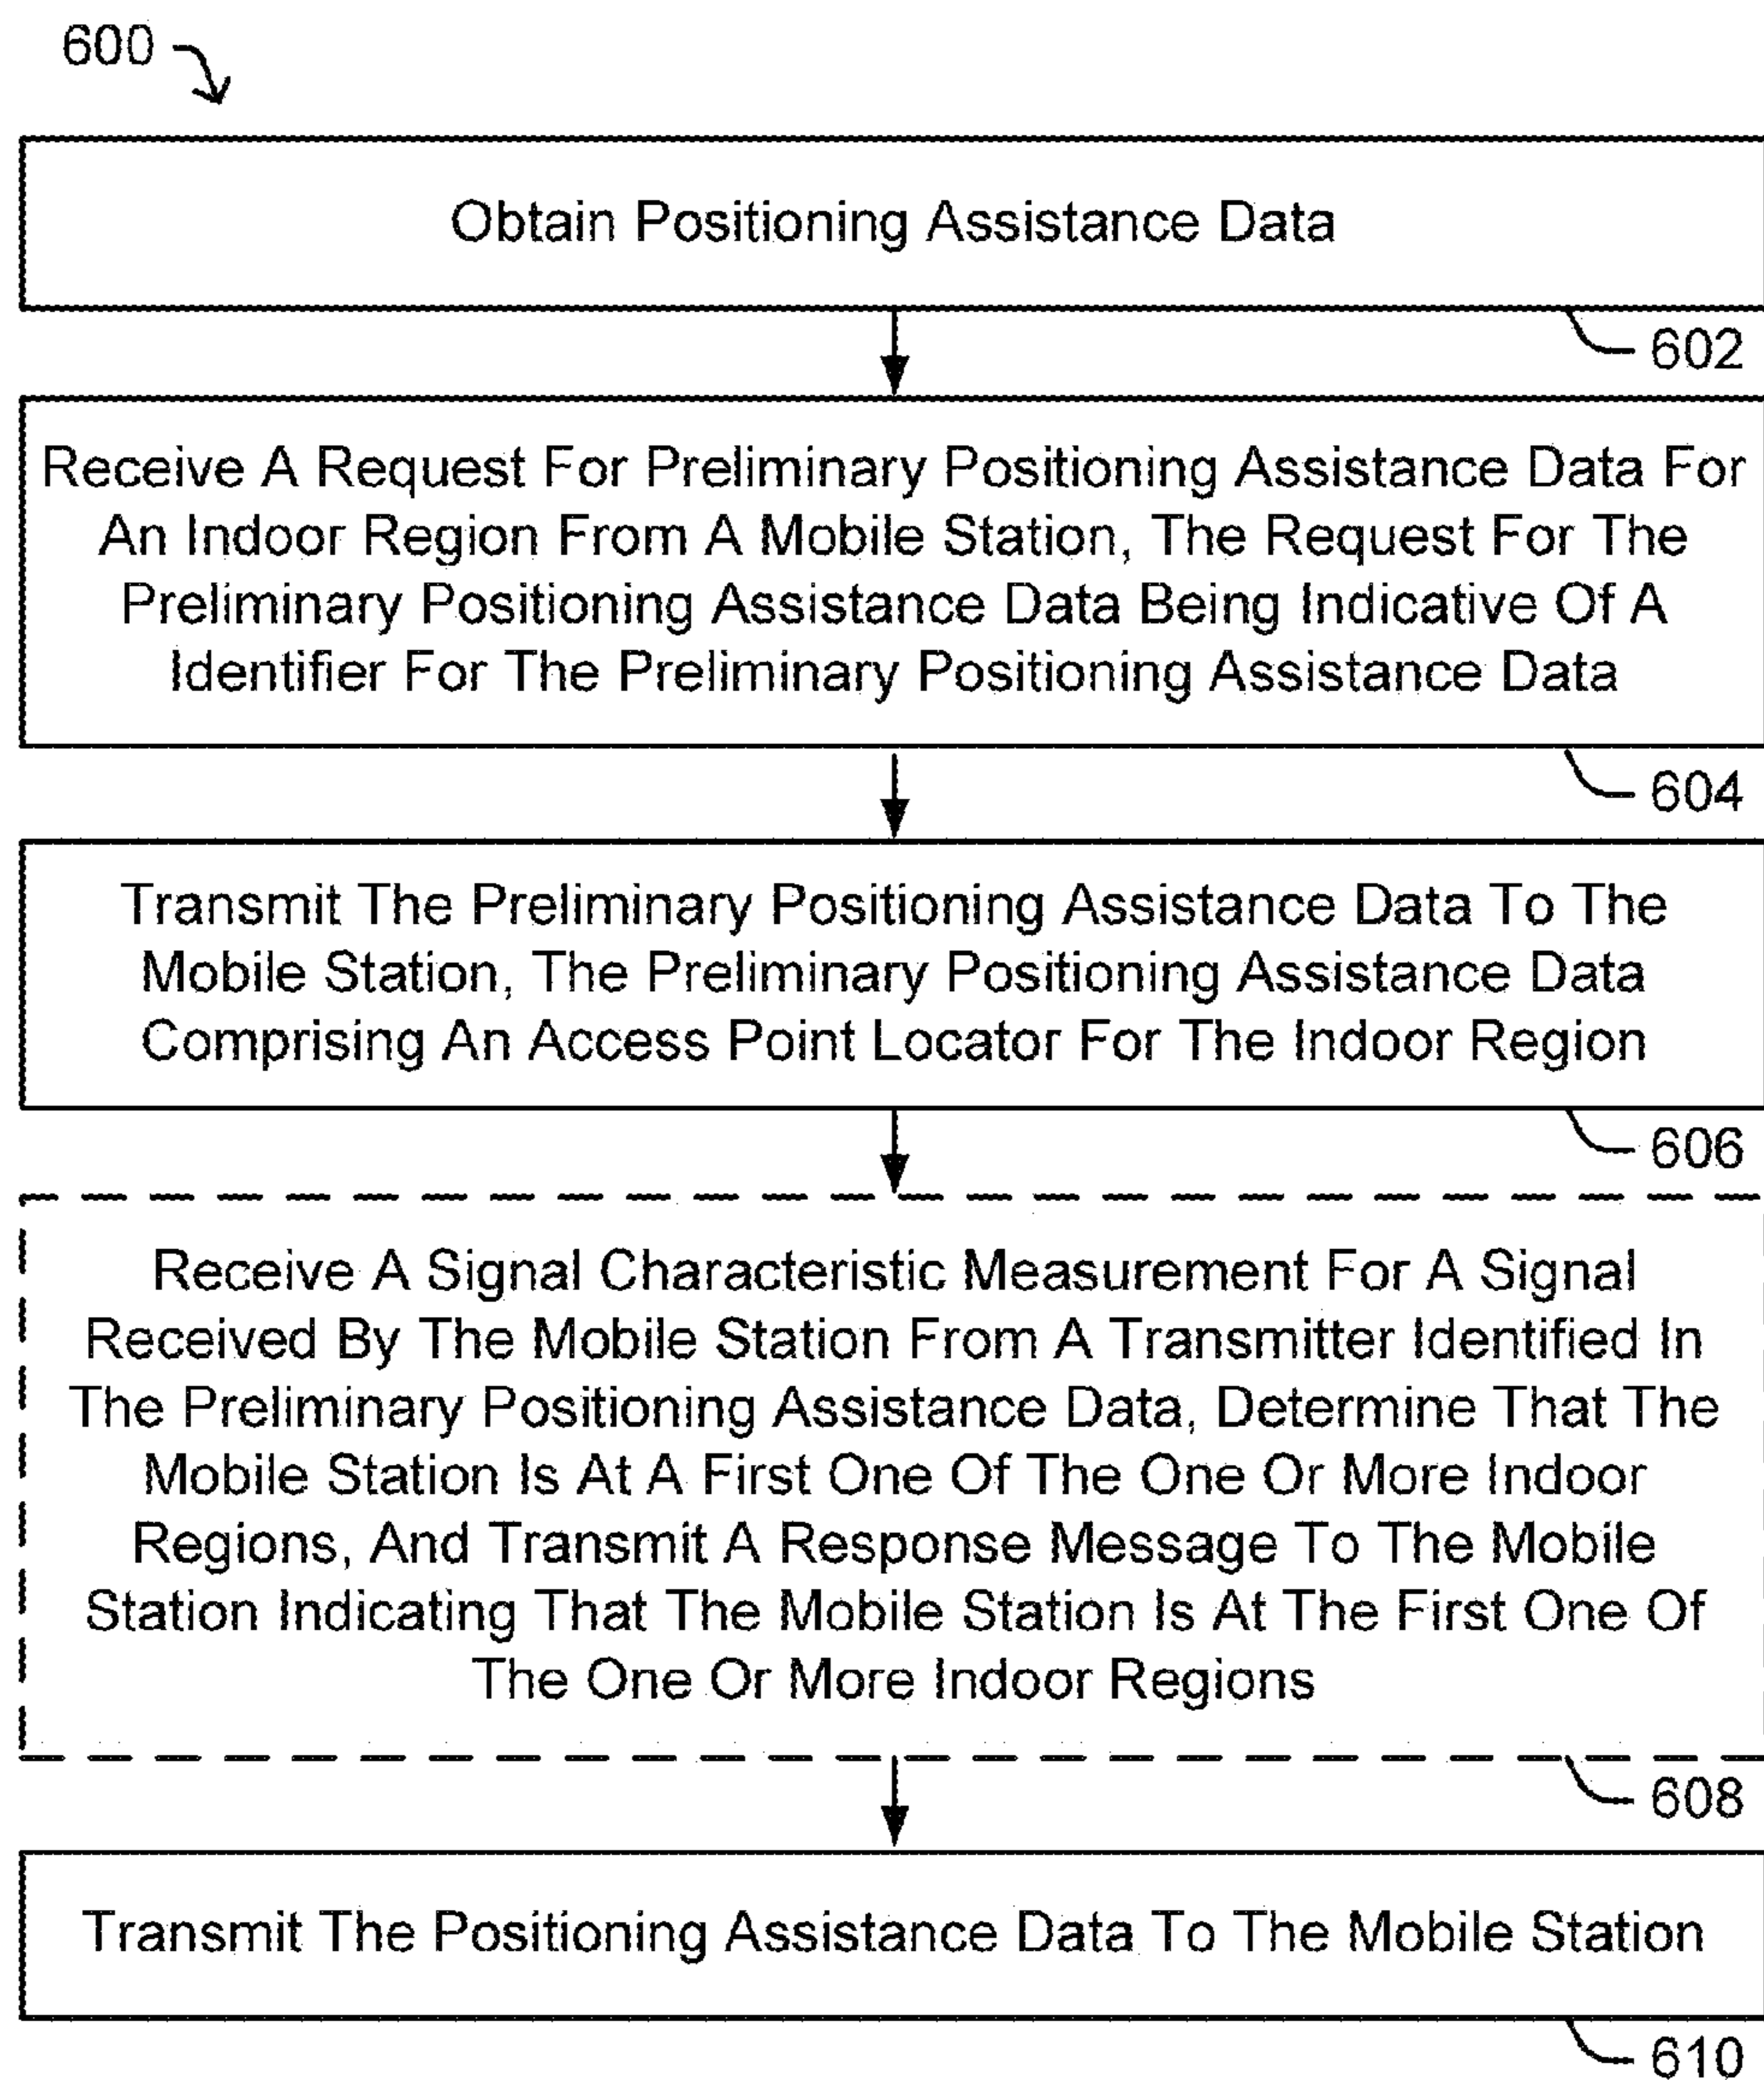 600
Obtain Positioning Assistance Data
602
Receive A Request For Preliminary Positioning Assistance Data For
An Indoor Region From A Mobile Station, The Request For The
Preliminary Positioning Assistance Data Being Indicative Of A
Identifier For The Preliminary Positioning Assistance Data
604
Transmit The Preliminary Positioning Assistance Data To The
Mobile Station, The Preliminary Positioning Assistance Data
Comprising An Access Point Locator For The Indoor Region
606
Receive A Signal Characteristic Measurement For A Signal
Received By The Mobile Station From A Transmitter Identified In
The Preliminary Positioning Assistance Data, Determine That The
Mobile Station Is At A First One Of The One Or More Indoor
Regions, And Transmit A Response Message To The Mobile
Station Indicating That The Mobile Station Is At The First One Of
The One Or More Indoor Regions
608
Transmit The Positioning Assistance Data To The Mobile Station
610